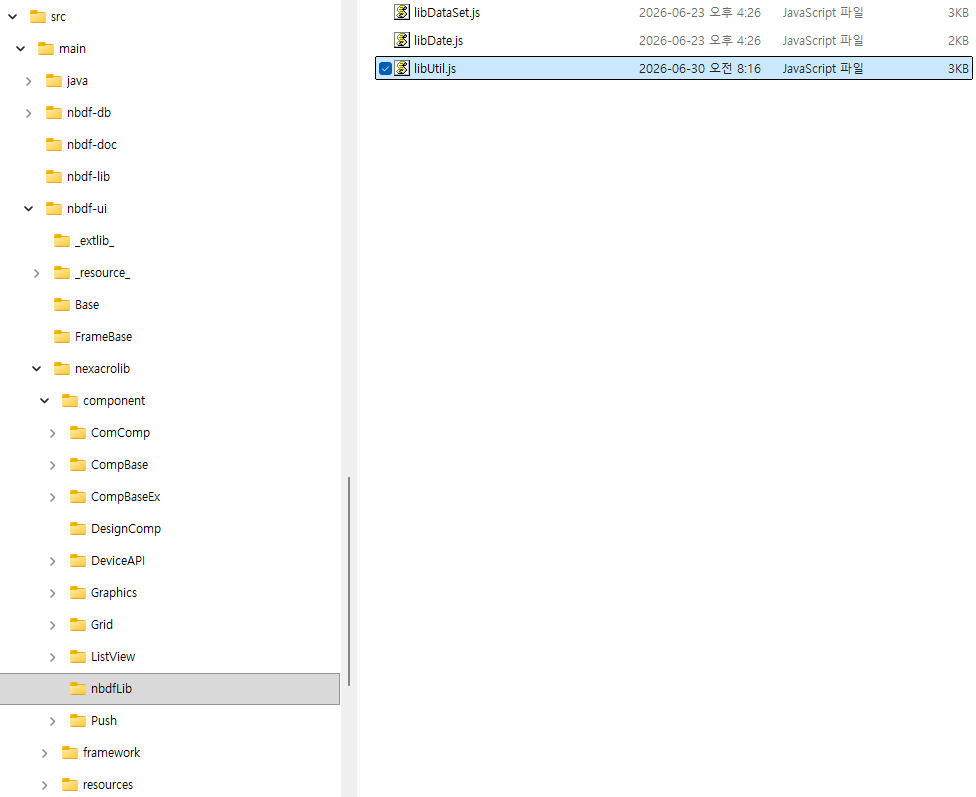 src
main
java
nbdf-db
nbdf-doc
nbdf-lib
nbdf-ui
_extlib_
_resource_
Base
FrameBase
nexacrolib
component
ComComp
CompBase
CompBaseEx
DesignComp
DeviceAPI
Graphics
Grid
ListView
nbdfLib
Push
framework
resources
libDataSet.js 2026-06-23 오후 4:26 JavaScript 파일 3KB
libDate.js 2026-06-23 오후 4:26 JavaScript 파일 2KB
libUtil.js 2026-06-30 오전 8:16 JavaScript 파일 3KB